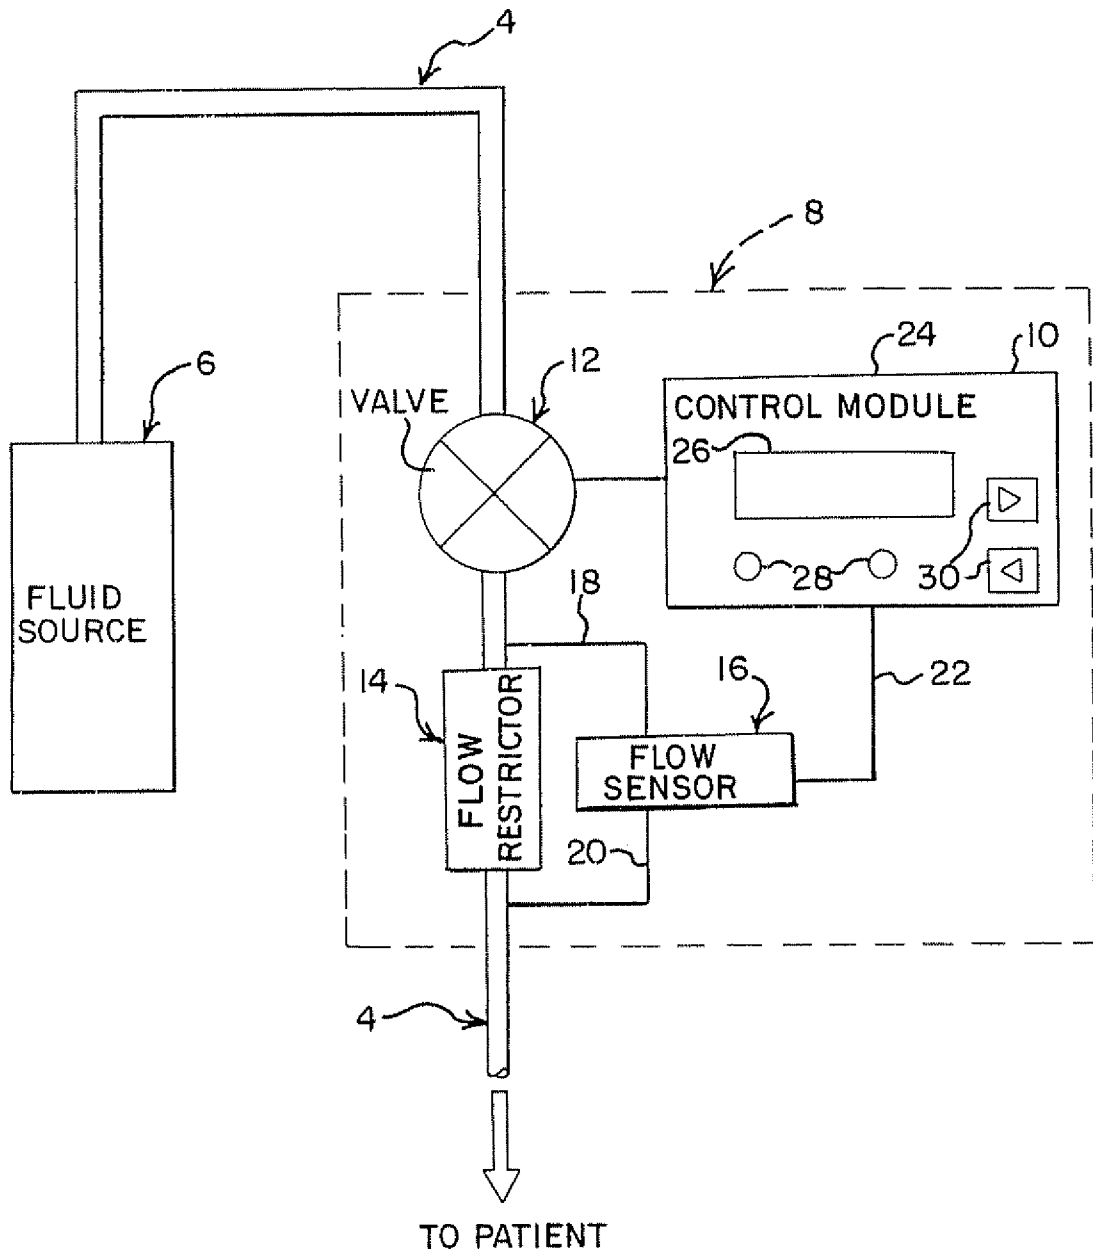 4
8
6
12
24
10
VALVE
CONTROL MODULE
26
28
30
FLUID
SOURCE
18
14
16
22
FLOW
RESTRICTOR
FLOW
SENSOR
20
4
TO PATIENT